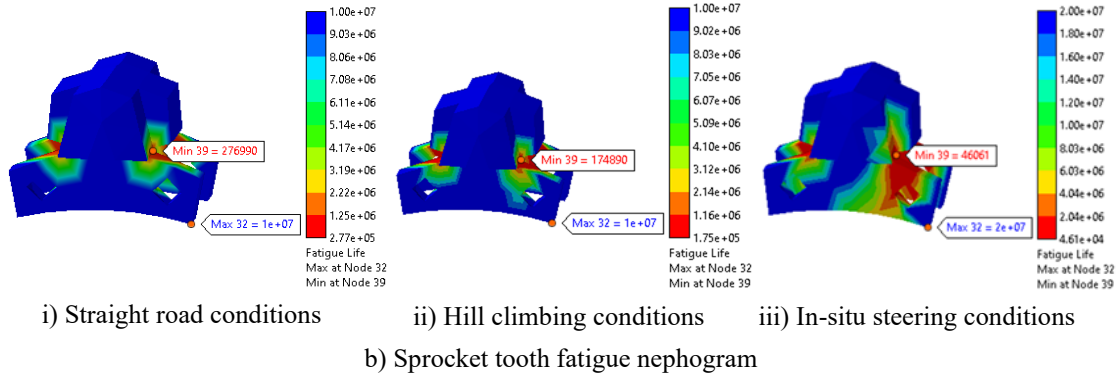 1.00e+07
9.03e+06
8.06e+06
7.08e+06
6.11e+06
5.14e+06
4.17e+06
3.19e+06
2.22e+06
1.25e+06
2.77e+05
Min 39 = 276990
Max 32 = 1e+07
Fatigue Life
Max at Node 32
Min at Node 39
i) Straight road conditions
1.00e+07
9.02e+06
8.03e+06
7.05e+06
6.07e+06
5.09e+06
4.10e+06
3.12e+06
2.14e+06
1.16e+06
1.75e+05
Min 39 = 174890
Max 32 = 1e+07
Fatigue Life
Max at Node 32
Min at Node 39
ii) Hill climbing conditions
2.00e+07
1.80e+07
1.60e+07
1.40e+07
1.20e+07
1.00e+07
8.03e+06
6.03e+06
4.04e+06
2.04e+06
4.61e+04
Min 39 = 46061
Max 32 = 2e+07
Fatigue Life
Max at Node 32
Min at Node 39
iii) In-situ steering conditions
b) Sprocket tooth fatigue nephogram